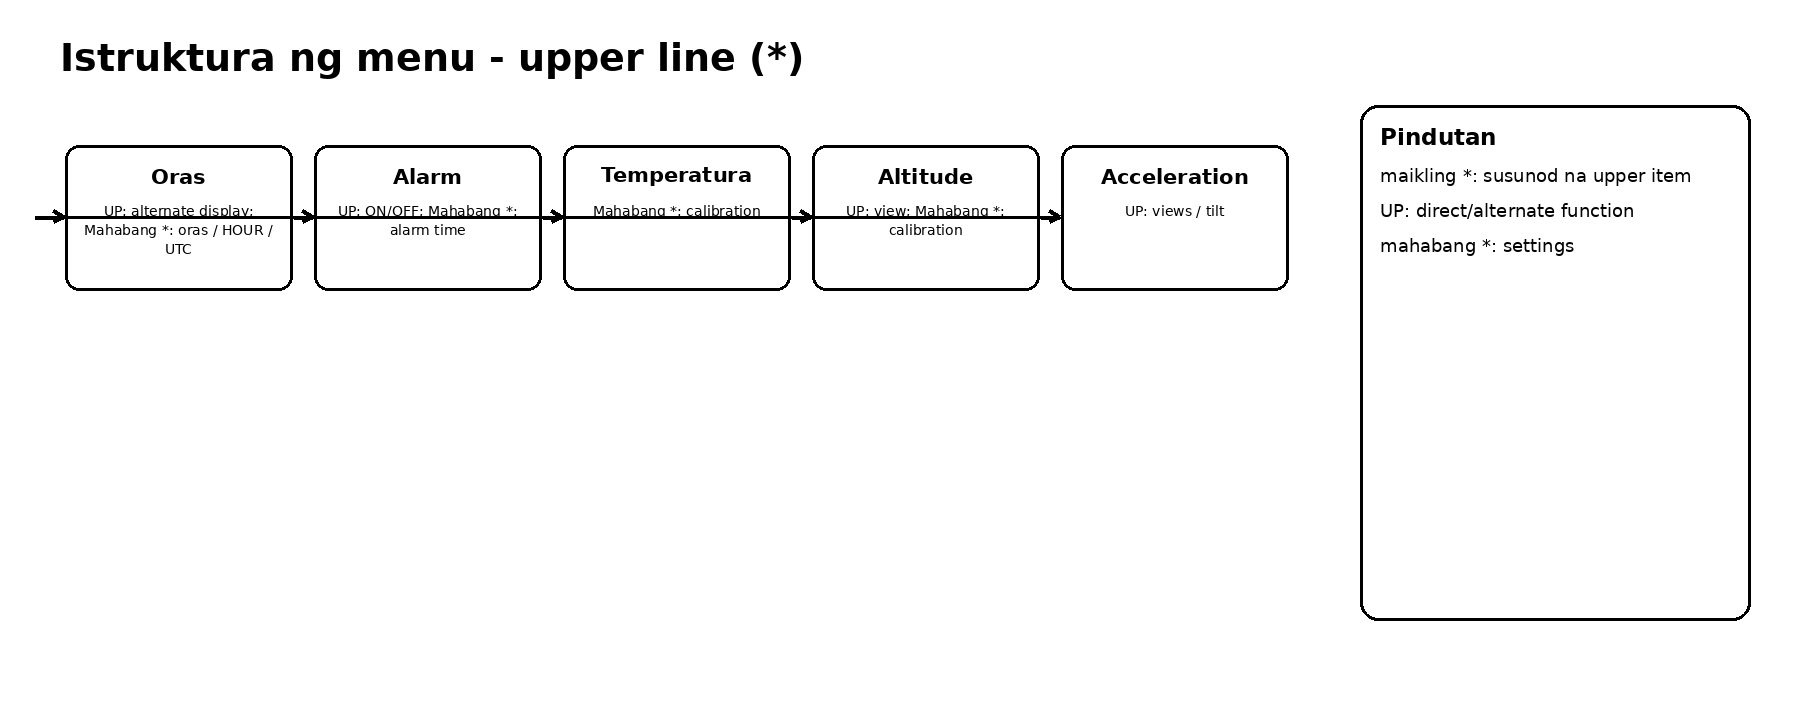 Istruktura ng menu - upper line (*)
Oras
UP: alternate display;
Mahabang *: oras / HOUR /
UTC
Alarm
UP: ON/OFF; Mahabang *:
alarm time
Temperatura
Mahabang *: calibration
Altitude
UP: view; Mahabang *:
calibration
Acceleration
UP: views / tilt
Pindutan
maikling *: susunod na upper item
UP: direct/alternate function
mahabang *: settings